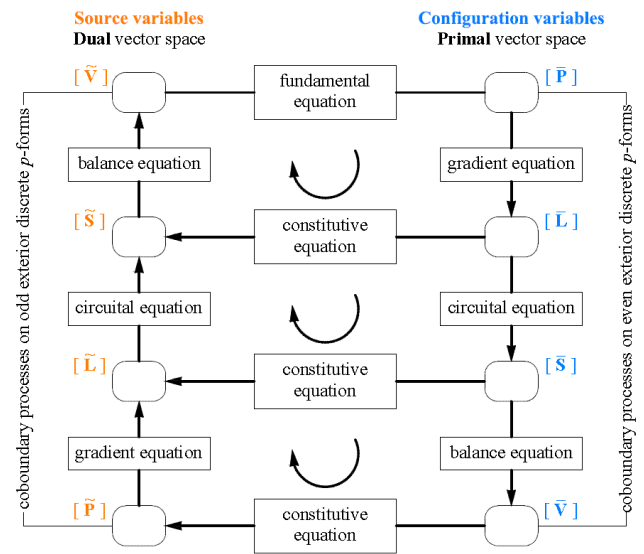 Source variables
Dual vector space
Configuration variables
Primal vector space
[ Ṽ ]
fundamental
equation
[ P̄ ]
balance equation
gradient equation
[ S̃ ]
constitutive
equation
[ L̄ ]
circuital equation
circuital equation
[ L̃ ]
constitutive
equation
[ S̄ ]
gradient equation
balance equation
[ P̃ ]
constitutive
equation
[ V̄ ]
coboundary processes on odd exterior discrete p-forms
coboundary processes on even exterior discrete p-forms